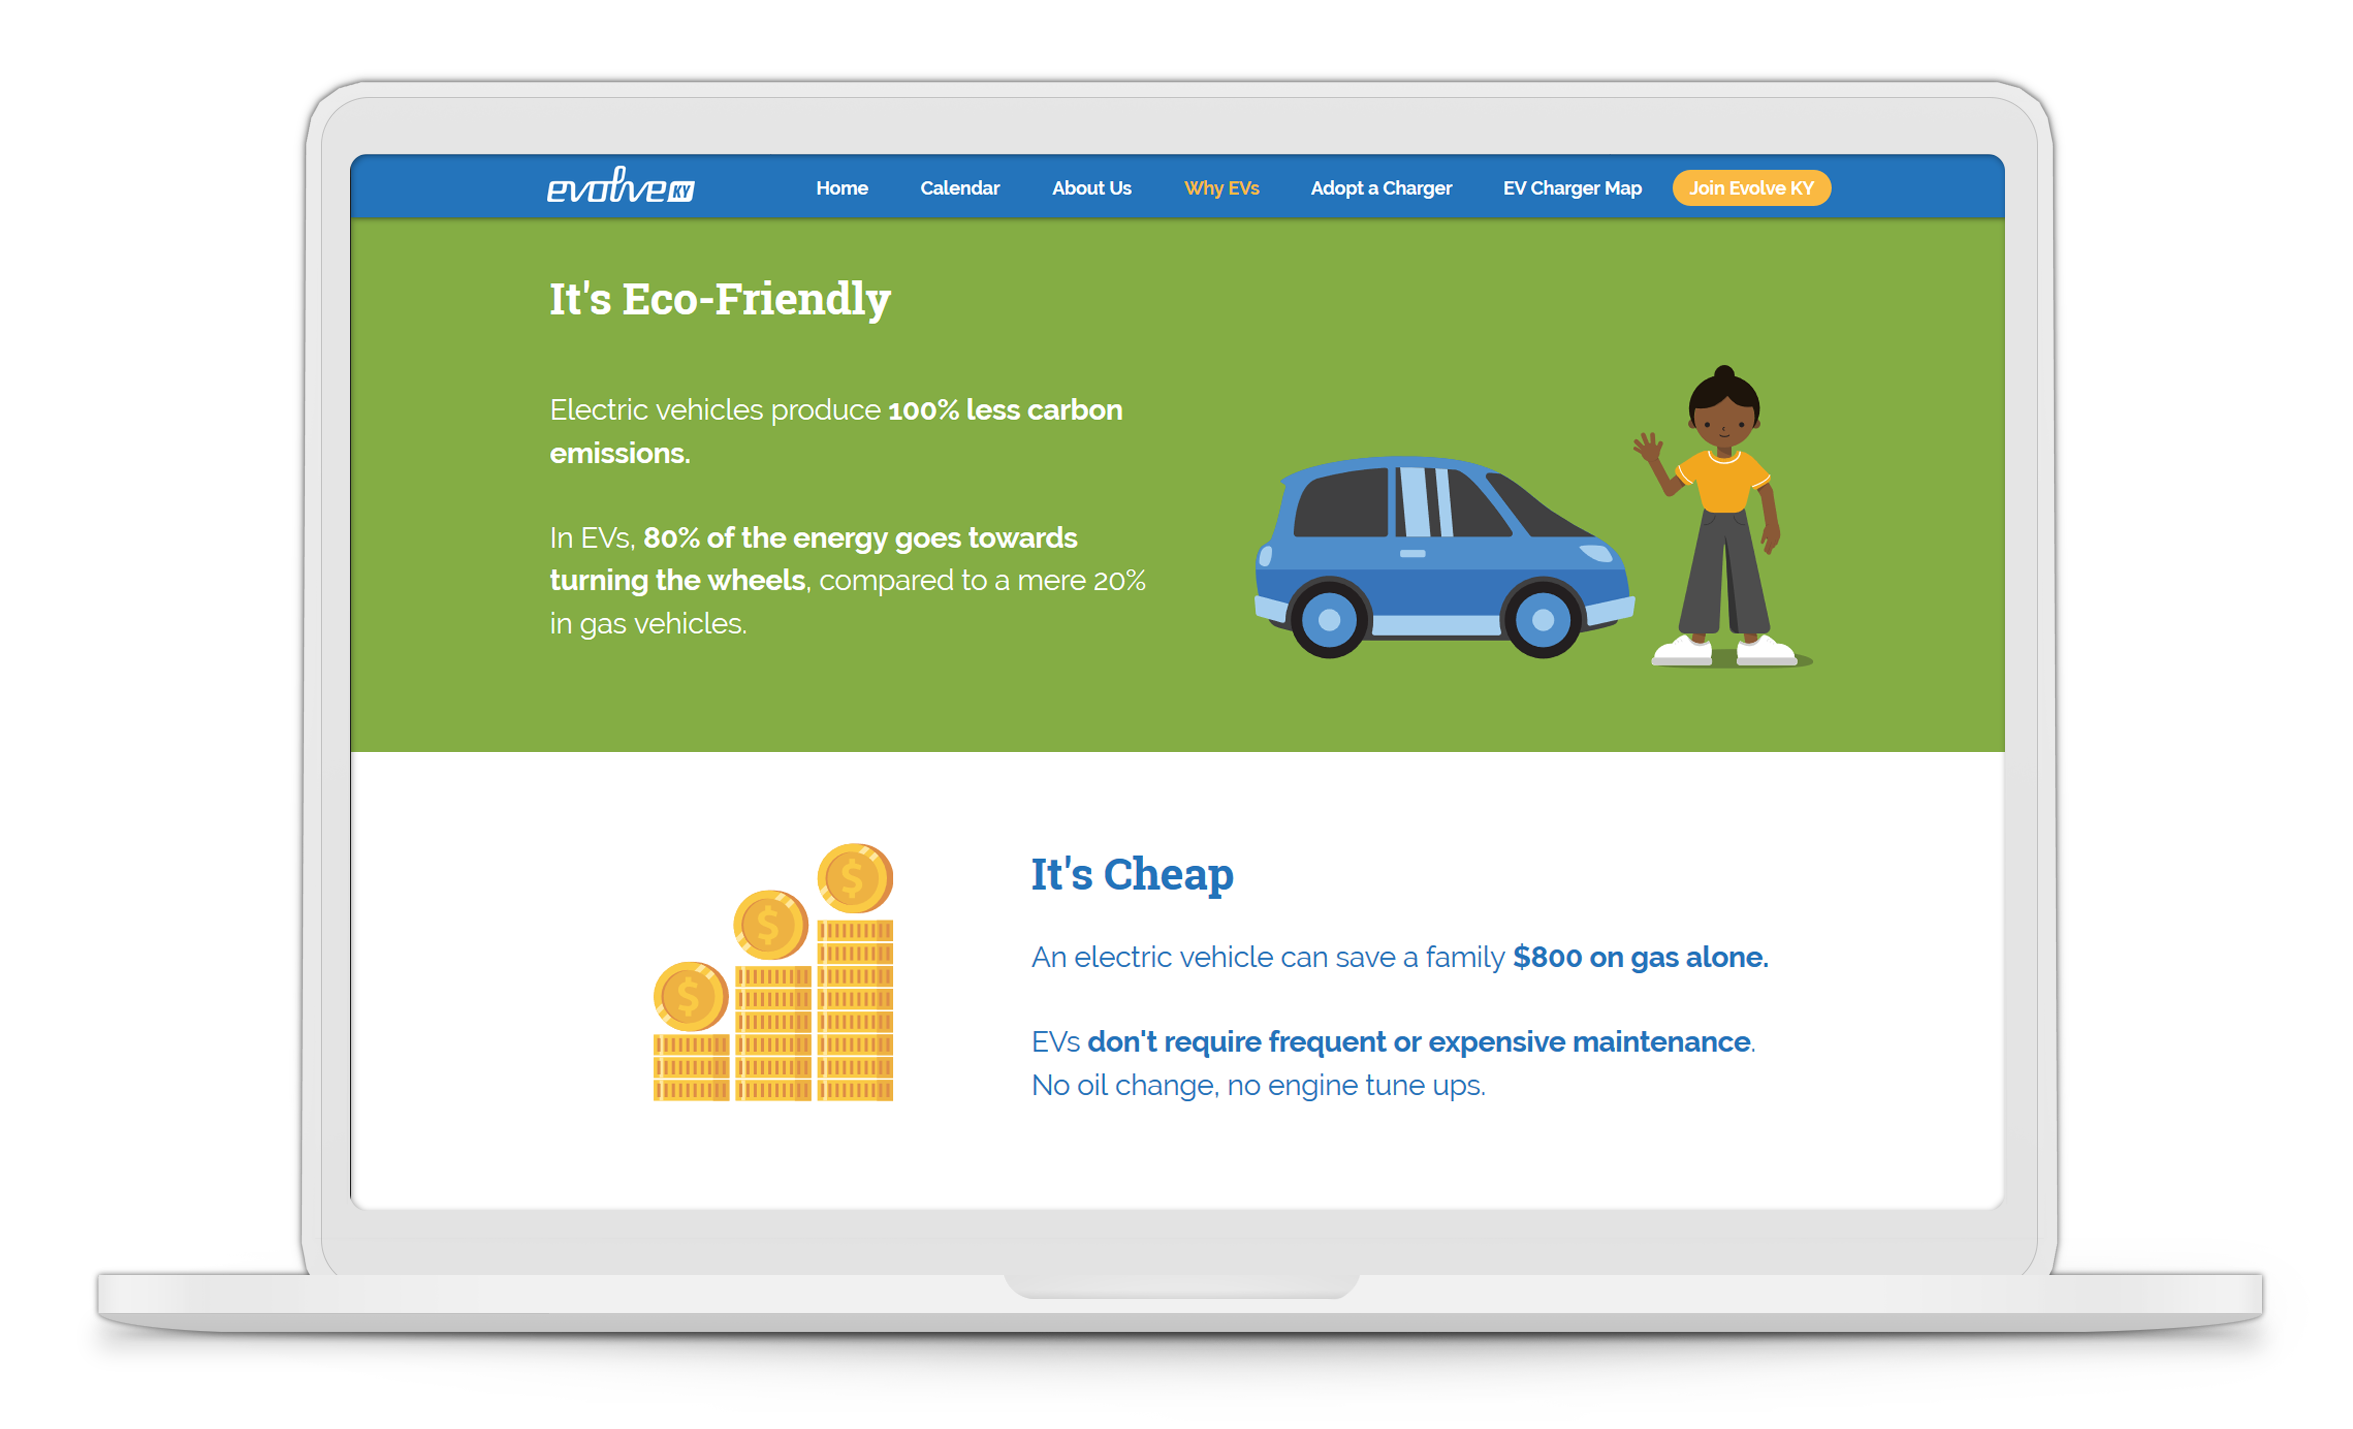 evolve KY
Home Calendar About Us Why EVs Adopt a Charger EV Charger Map Join Evolve KY
It's Eco-Friendly
Electric vehicles produce 100% less carbon
emissions.
In EVs, 80% of the energy goes towards
turning the wheels, compared to a mere 20%
in gas vehicles.
$
$
$
It's Cheap
An electric vehicle can save a family $800 on gas alone.
EVs don't require frequent or expensive maintenance.
No oil change, no engine tune ups.